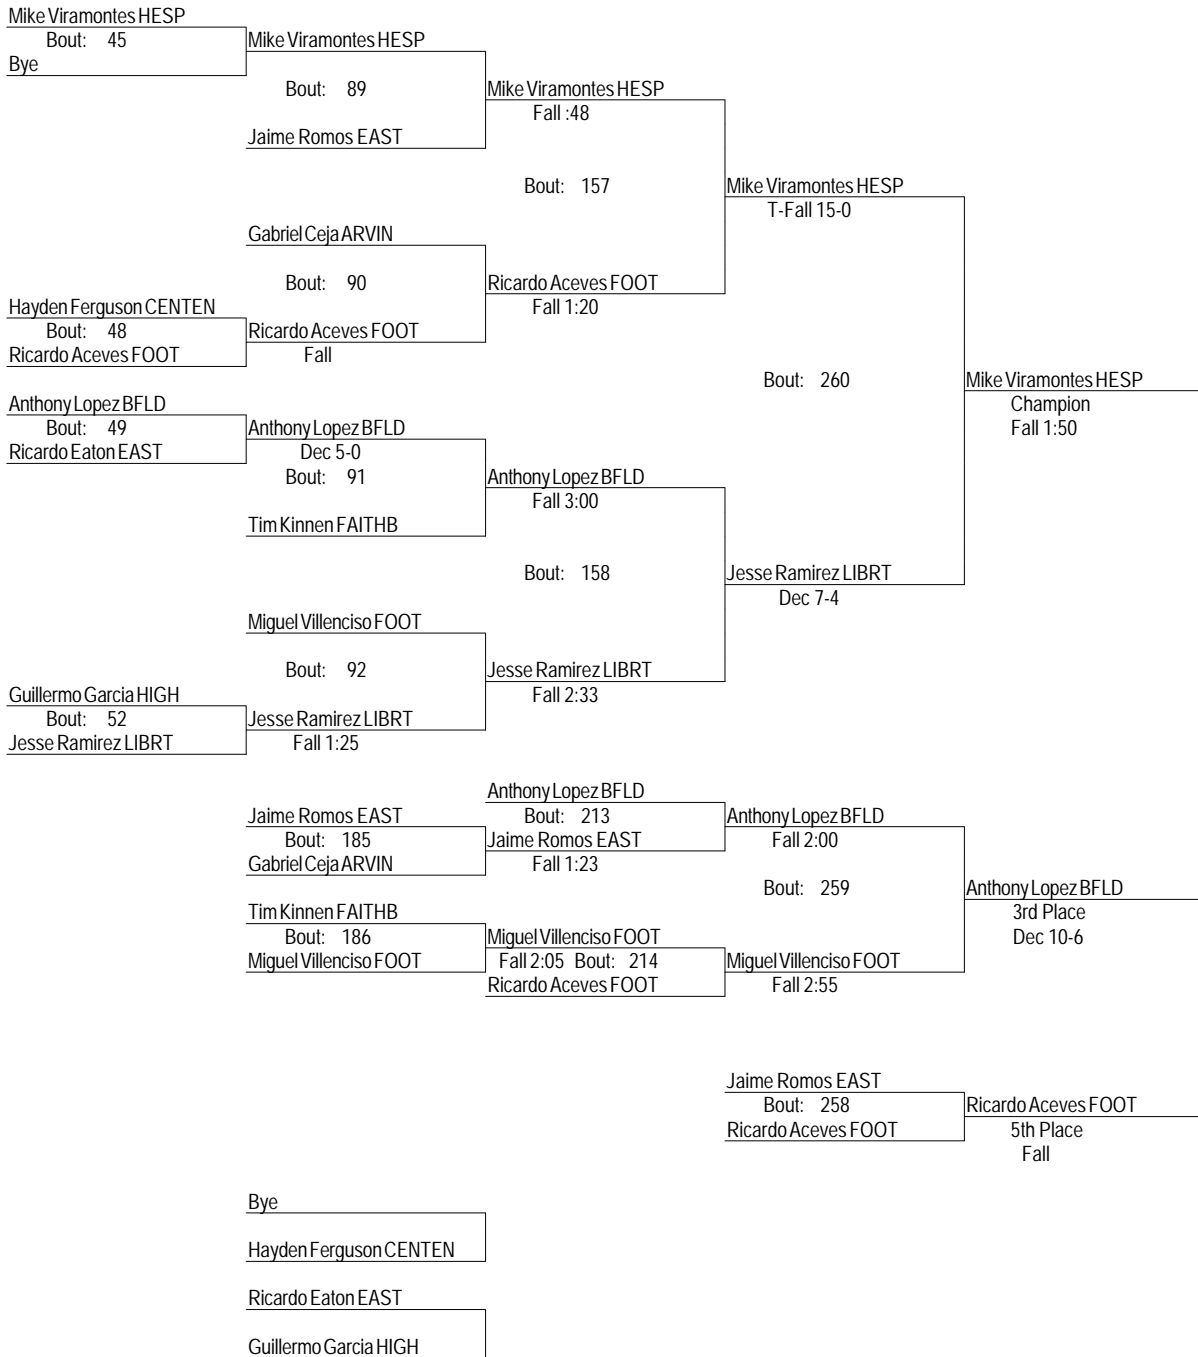 Mike Viramontes HESP
Bout: 45
Mike Viramontes HESP
Bye
Bout: 89
Mike Viramontes HESP
Fall :48
Jaime Romos EAST
Bout: 157
Mike Viramontes HESP
T-Fall 15-0
Gabriel Ceja ARVIN
Bout: 90
Ricardo Aceves FOOT
Fall 1:20
Hayden Ferguson CENTEN
Bout: 48
Ricardo Aceves FOOT
Ricardo Aceves FOOT
Fall
Bout: 260
Mike Viramontes HESP
Champion
Fall 1:50
Anthony Lopez BFLD
Bout: 49
Anthony Lopez BFLD
Ricardo Eaton EAST
Dec 5-0
Bout: 91
Anthony Lopez BFLD
Fall 3:00
Tim Kinnen FAITHB
Bout: 158
Jesse Ramirez LIBRT
Dec 7-4
Miguel Villenciso FOOT
Bout: 92
Jesse Ramirez LIBRT
Fall 2:33
Guillermo Garcia HIGH
Bout: 52
Jesse Ramirez LIBRT
Jesse Ramirez LIBRT
Fall 1:25
Anthony Lopez BFLD
Jaime Romos EAST
Bout: 213
Anthony Lopez BFLD
Bout: 185
Jaime Romos EAST
Fall 2:00
Gabriel Ceja ARVIN
Fall 1:23
Bout: 259
Anthony Lopez BFLD
3rd Place
Dec 10-6
Tim Kinnen FAITHB
Bout: 186
Miguel Villenciso FOOT
Miguel Villenciso FOOT
Fall 2:05 Bout: 214
Miguel Villenciso FOOT
Ricardo Aceves FOOT
Fall 2:55
Jaime Romos EAST
Bout: 258
Ricardo Aceves FOOT
Ricardo Aceves FOOT
5th Place
Fall
Bye
Hayden Ferguson CENTEN
Ricardo Eaton EAST
Guillermo Garcia HIGH